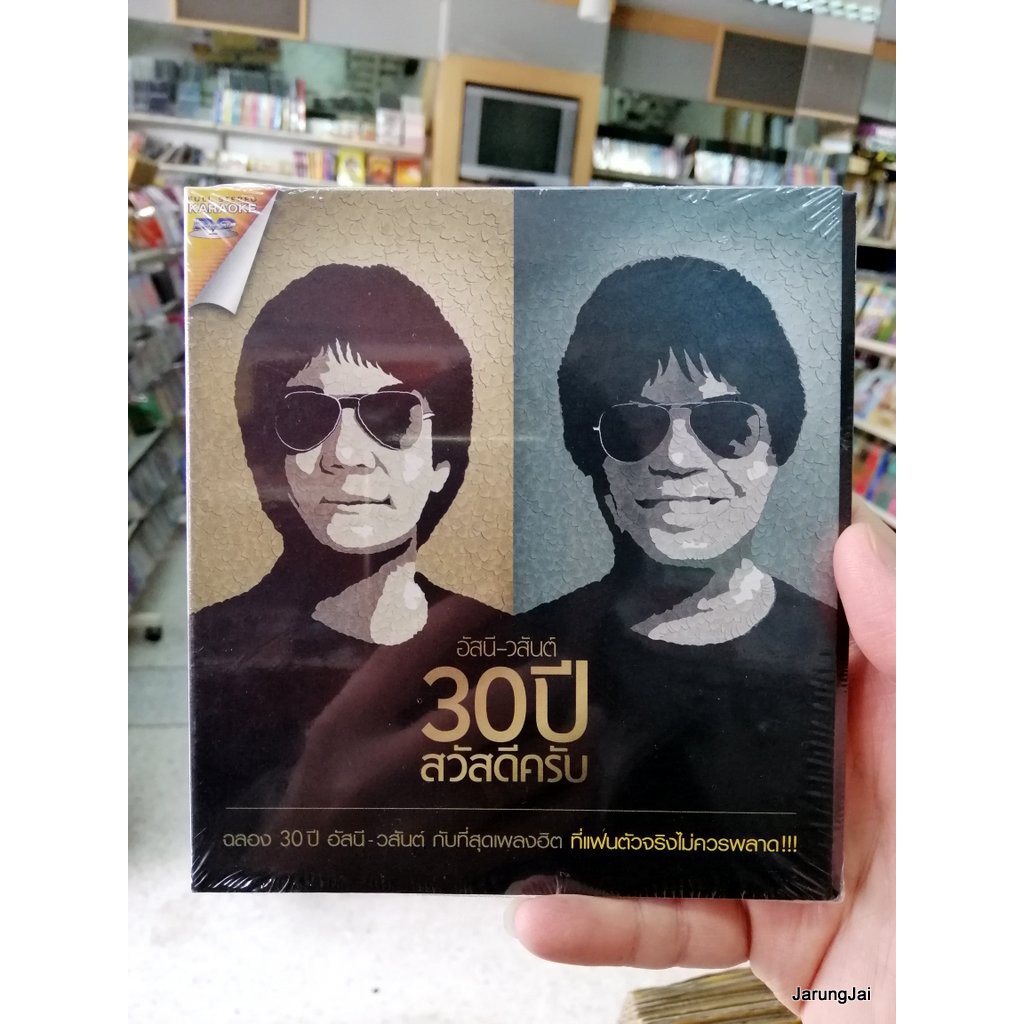 KARAOKE
อัสนี-วสันต์
30ปี
สวัสดีครับ
ฉลอง 30 ปี อัสนี - วสันต์ กับที่สุดเพลงฮิต ที่แฟนตัวจริงไม่ควรพลาด!!!
JarungJai